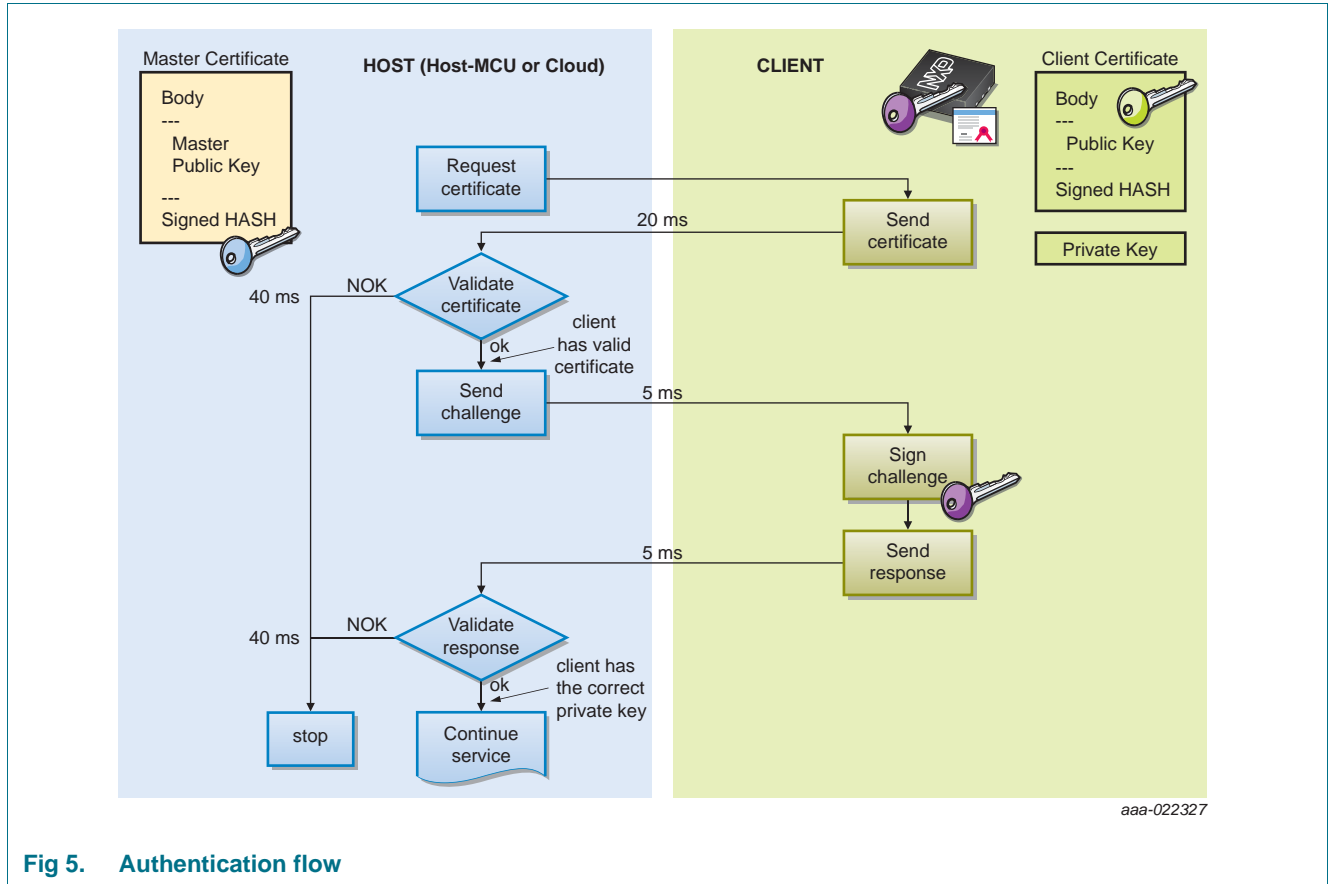 Master Certificate
HOST (Host-MCU or Cloud)
CLIENT
Client Certificate
NXP
Body
---
Master
Public Key
---
Signed HASH
Body
---
Public Key
---
Signed HASH
Private Key
Request
certificate
Send
certificate
20 ms
Validate
certificate
NOK
40 ms
ok
client
has valid
certificate
Send
challenge
5 ms
Sign
challenge
Send
response
5 ms
Validate
response
NOK
40 ms
ok
client has
the correct
private key
stop
Continue
service
aaa-022327
Fig 5. Authentication flow